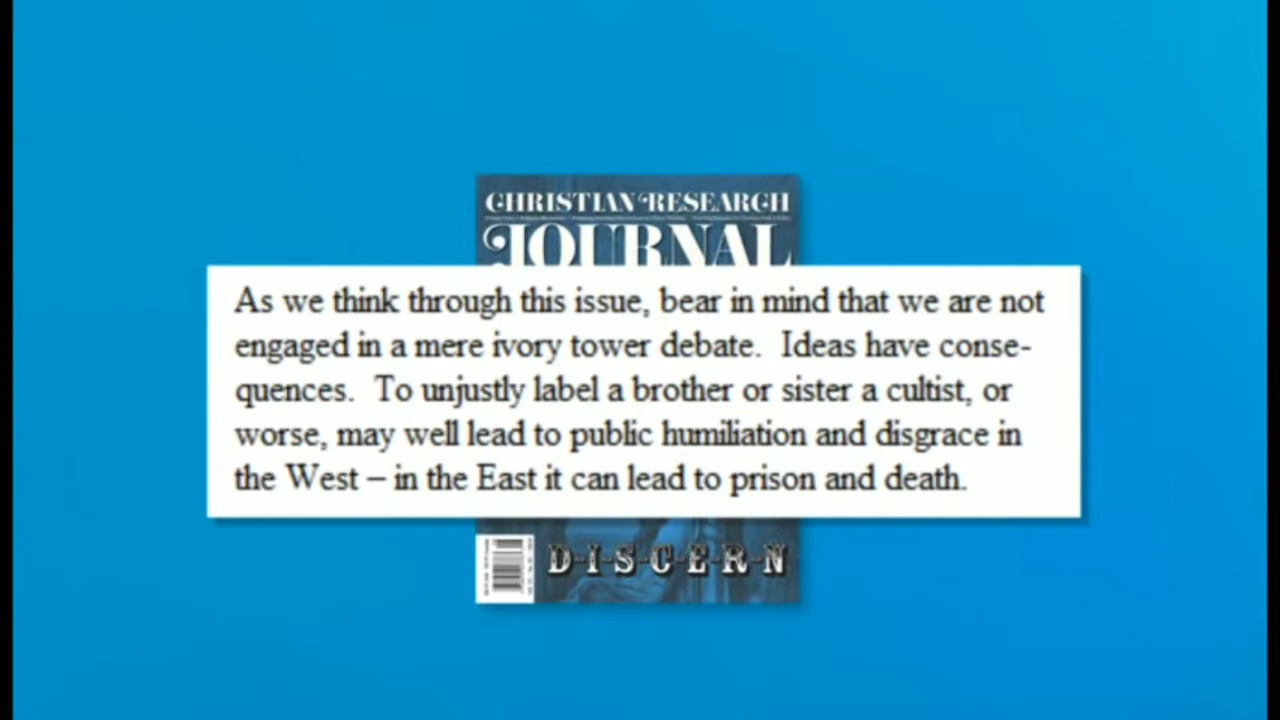 CHRISTIAN RESEARCH
JOURNAL
As we think through this issue, bear in mind that we are not
engaged in a mere ivory tower debate.  Ideas have conse-
quences.  To unjustly label a brother or sister a cultist, or
worse, may well lead to public humiliation and disgrace in
the West – in the East it can lead to prison and death.
D-I-S-C-E-R-N